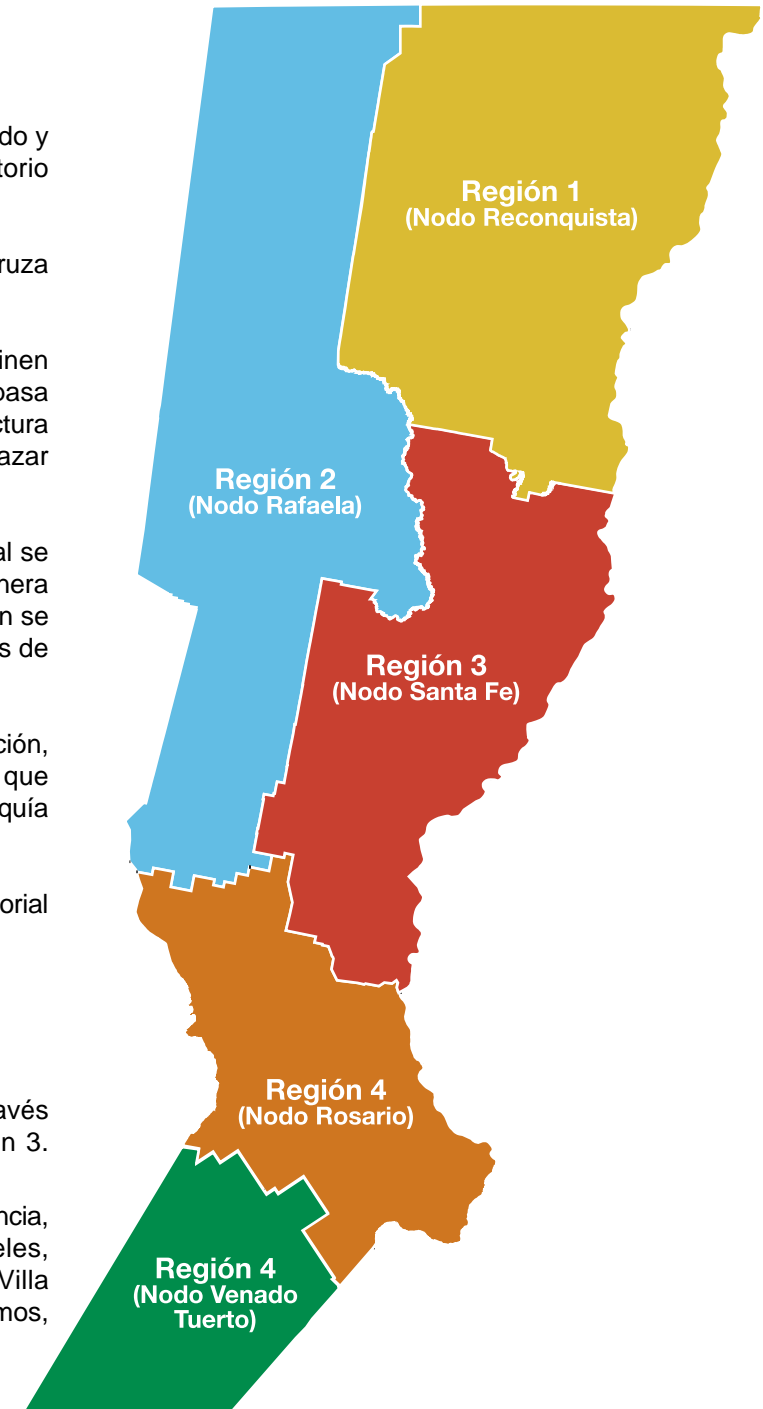 do y
torio
ruza
inen
pasa
ctura
azar
al se
nera
n se
s de
ción,
que
quía
orial
avés
n 3.
ncia,
eles,
Villa
mos,
Región 1
(Nodo Reconquista)
Región 2
(Nodo Rafaela)
Región 3
(Nodo Santa Fe)
Región 4
(Nodo Rosario)
Región 4
(Nodo Venado
Tuerto)